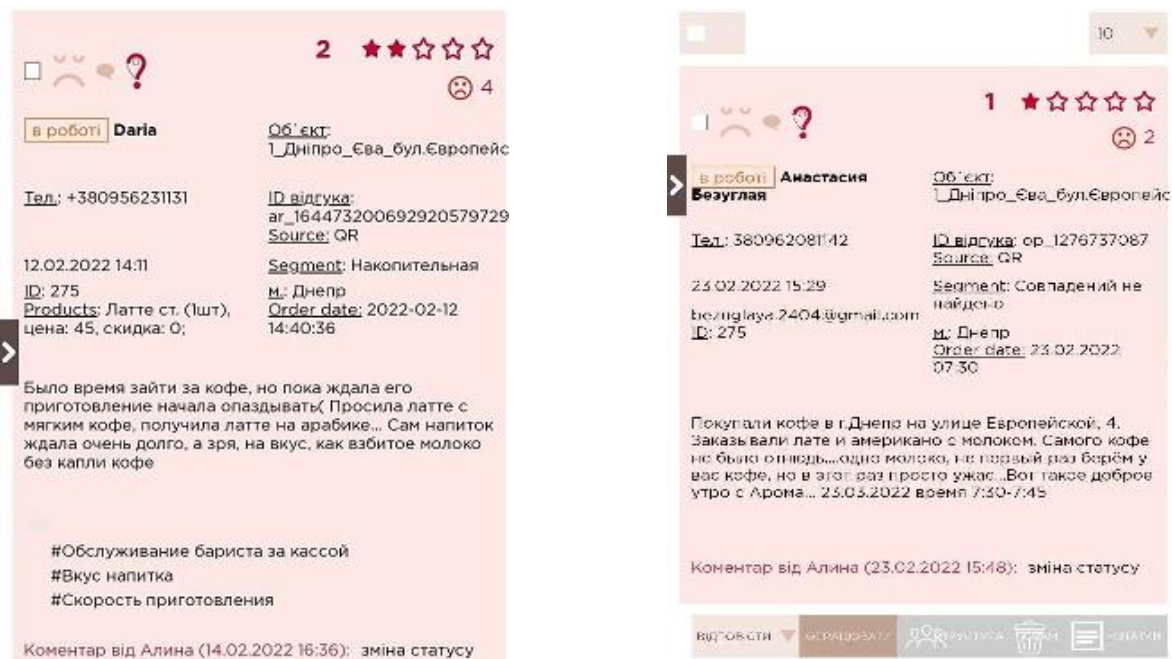 2
4
в роботі Daria
Об`єкт:
1_Дніпро_Єва_бул.Європейс
Тел.: +380956231131
ID відгука:
ar_164473200692920579729
Source: QR
12.02.2022 14:11
Segment: Накопительная
ID: 275
Products: Латте ст. (1шт),
цена: 45, скидка: 0;
м.: Днепр
Order date: 2022-02-12
14:40:36
Было время зайти за кофе, но пока ждала его
приготовление начала опаздывать( Просила латте с
мягким кофе, получила латте на арабике... Сам напиток
ждала очень долго, а зря, на вкус, как взбитое молоко
без капли кофе
#Обслуживание бариста за кассой
#Вкус напитка
#Скорость приготовления
Коментар від Алина (14.02.2022 16:36): зміна статусу
10
1
2
в роботі Анастасия
Безуглая
Об`єкт:
1_Дніпро_Єва_бул.Європейс
Тел.: 380962081142
ID відгука: op_1276737087
Source: QR
23.02.2022 15:29
Segment: Совпадений не
найдено
bezuglaya.2404@gmail.com
ID: 275
м.: Днепр
Order date: 23.02.2022
07:30
Покупали кофе в г.Днепр на улице Европейской, 4.
Заказывали лате и американо с молоком. Самого кофе
не было отнюдь....одно молоко, не первый раз берём у
вас кофе, но в этот раз просто ужас...Вот такое доброе
утро с Арома... 23.03.2022 время 7:30-7:45
Коментар від Алина (23.02.2022 15:48): зміна статусу
ВІДПОВІСТИ
ОПРАЦЮВАТИ